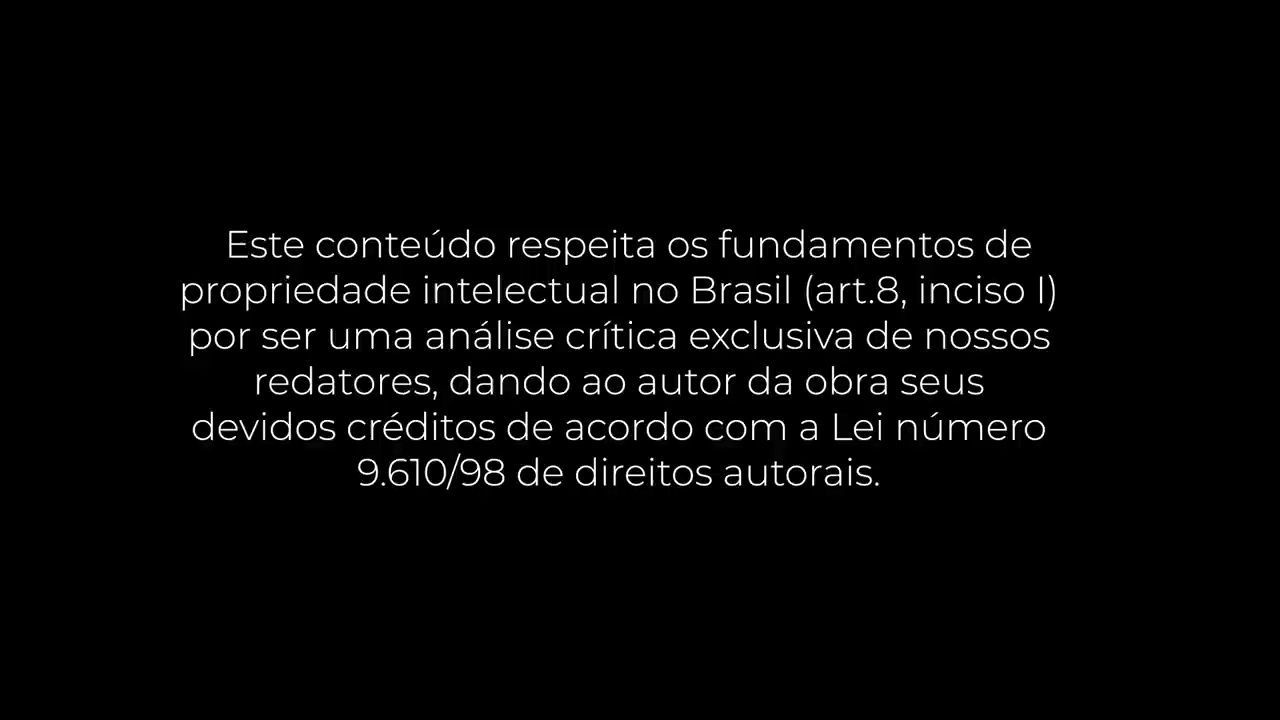 Este conteúdo respeita os fundamentos de
propriedade intelectual no Brasil (art.8, inciso I)
por ser uma análise crítica exclusiva de nossos
redatores, dando ao autor da obra seus
devidos créditos de acordo com a Lei número
9.610/98 de direitos autorais.